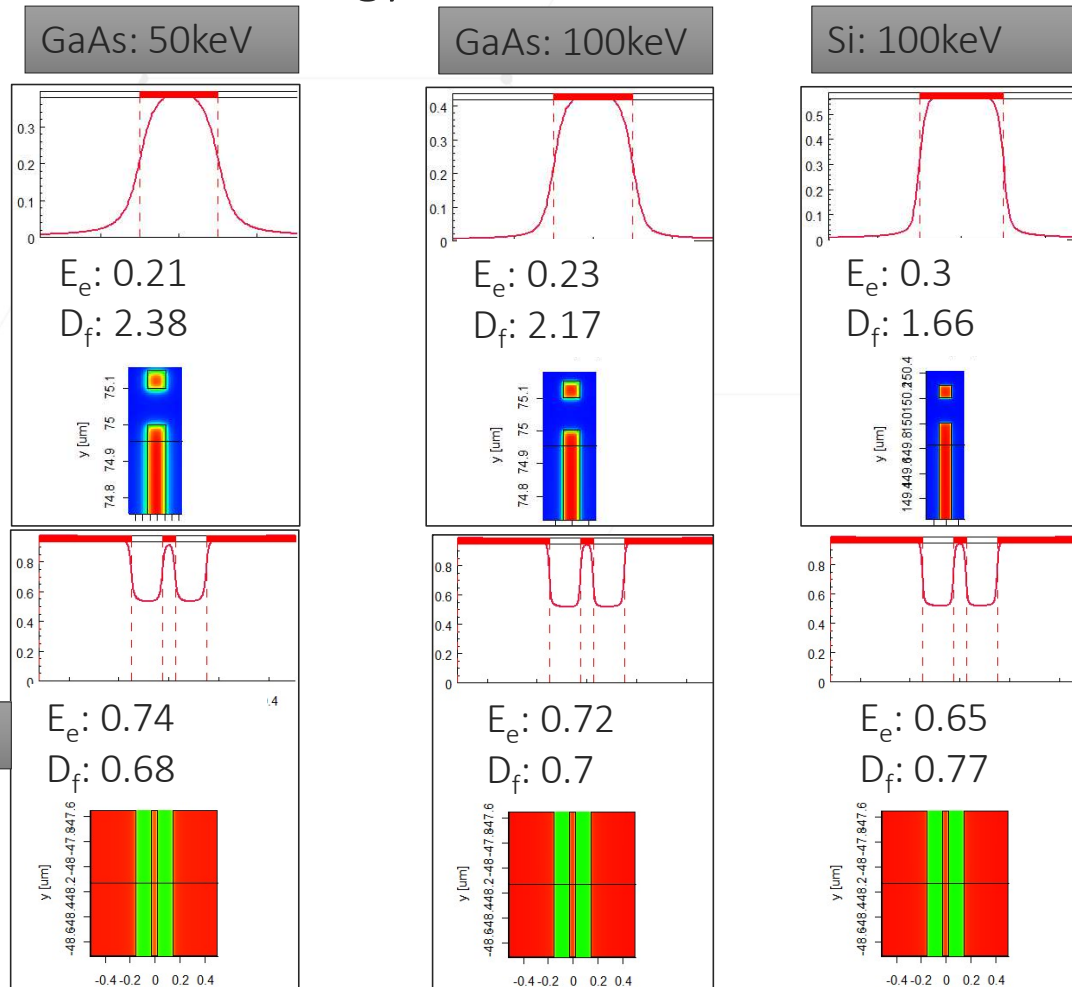 GaAs: 50keV
GaAs: 100keV
Si: 100keV
0.3
0.2
0.1
0
0.4
0.3
0.2
0.1
0
0.5
0.4
0.3
0.2
0.1
0
Ee: 0.21
Df: 2.38
Ee: 0.23
Df: 2.17
Ee: 0.3
Df: 1.66
y [um]
75.1
75
74.9
74.8
y [um]
75.1
75
74.9
74.8
y [um]
0.8
0.6
0.4
0.2
0.8
0.6
0.4
0.2
0
0.8
0.6
0.4
0.2
0
Ee: 0.74
Df: 0.68
Ee: 0.72
Df: 0.7
Ee: 0.65
Df: 0.77
y [um]
-0.4 -0.2 0 0.2 0.4
y [um]
-0.4 -0.2 0 0.2 0.4
y [um]
-0.4 -0.2 0 0.2 0.4